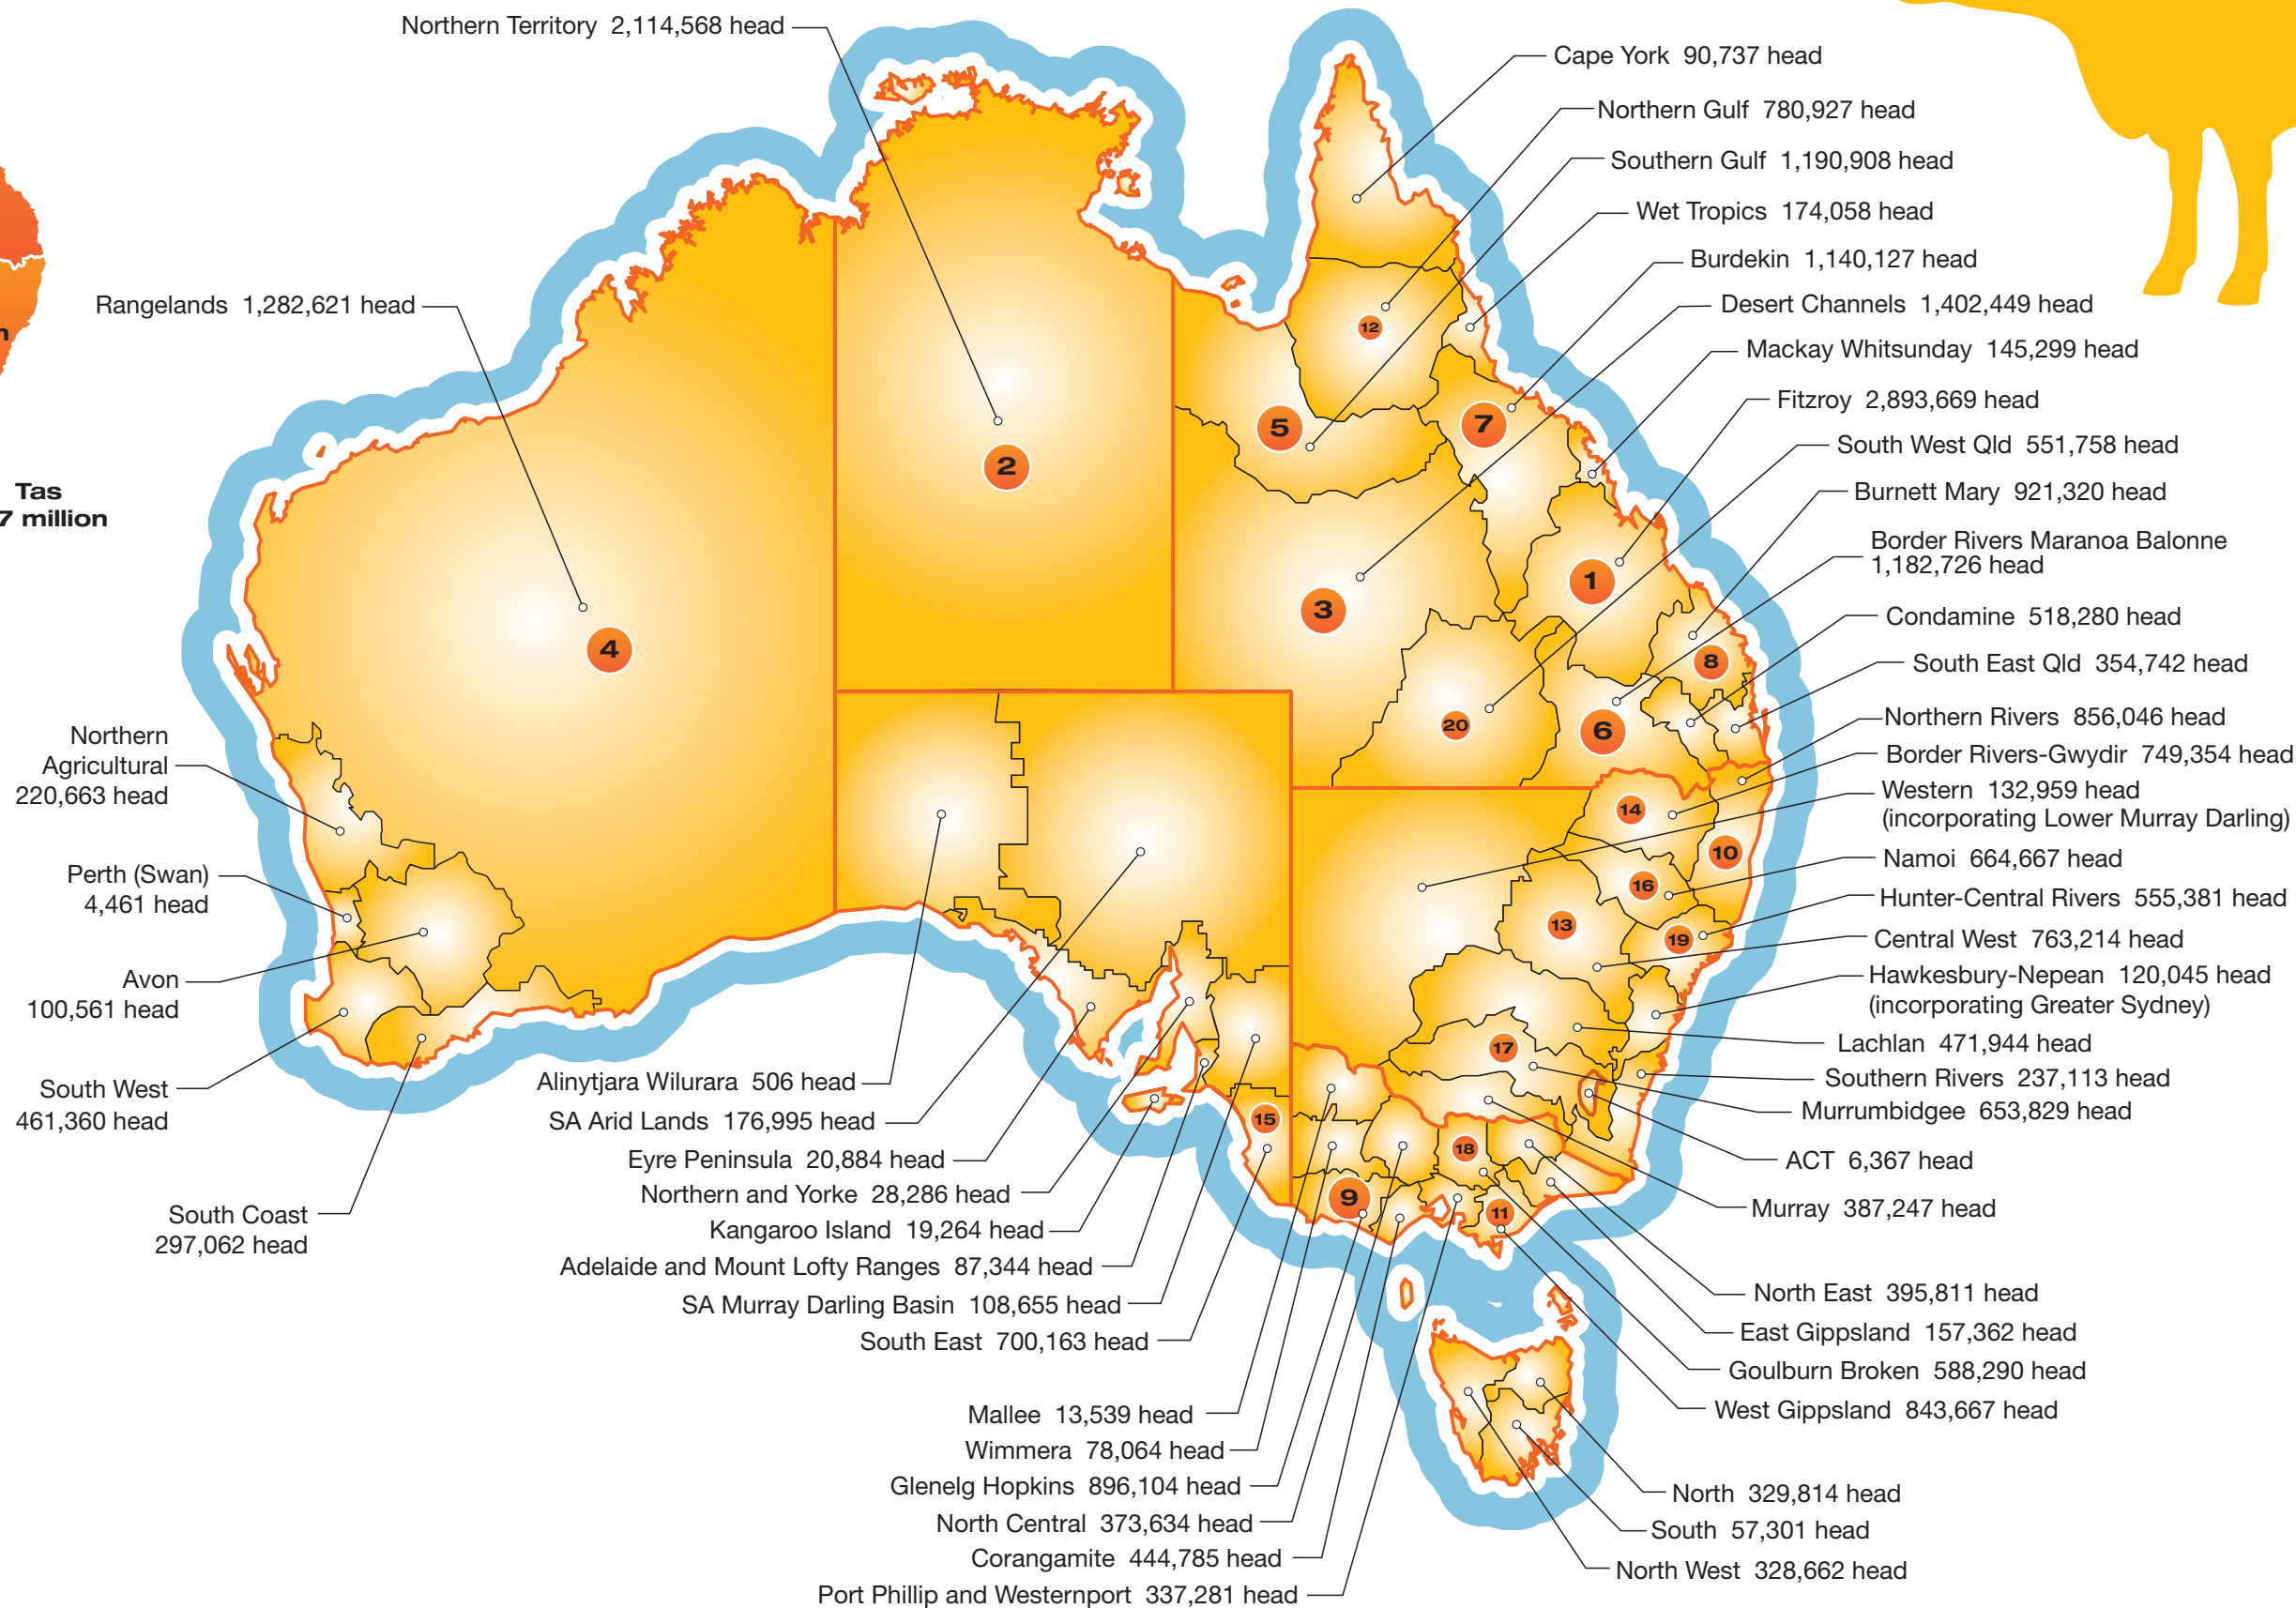 Northern Territory 2,114,568 head
Rangelands 1,282,621 head
n
Tas
7 million
Northern
Agricultural
220,663 head
Perth (Swan)
4,461 head
Avon
100,561 head
South West
461,360 head
South Coast
297,062 head
Cape York 90,737 head
Northern Gulf 780,927 head
Southern Gulf 1,190,908 head
Wet Tropics 174,058 head
Burdekin 1,140,127 head
Desert Channels 1,402,449 head
Mackay Whitsunday 145,299 head
Fitzroy 2,893,669 head
South West Qld 551,758 head
Burnett Mary 921,320 head
Border Rivers Maranoa Balonne
1,182,726 head
Condamine 518,280 head
South East Qld 354,742 head
Northern Rivers 856,046 head
Border Rivers-Gwydir 749,354 head
Western 132,959 head
(incorporating Lower Murray Darling)
Namoi 664,667 head
Hunter-Central Rivers 555,381 head
Central West 763,214 head
Hawkesbury-Nepean 120,045 head
(incorporating Greater Sydney)
Lachlan 471,944 head
Southern Rivers 237,113 head
Murrumbidgee 653,829 head
ACT 6,367 head
Murray 387,247 head
North East 395,811 head
East Gippsland 157,362 head
Goulburn Broken 588,290 head
West Gippsland 843,667 head
North 329,814 head
South 57,301 head
North West 328,662 head
Alinytjara Wilurara 506 head
SA Arid Lands 176,995 head
Eyre Peninsula 20,884 head
Northern and Yorke 28,286 head
Kangaroo Island 19,264 head
Adelaide and Mount Lofty Ranges 87,344 head
SA Murray Darling Basin 108,655 head
South East 700,163 head
Mallee 13,539 head
Wimmera 78,064 head
Glenelg Hopkins 896,104 head
North Central 373,634 head
Corangamite 444,785 head
Port Phillip and Westernport 337,281 head
12
5
7
2
1
3
4
8
20
6
14
10
16
13
19
17
15
18
9
11